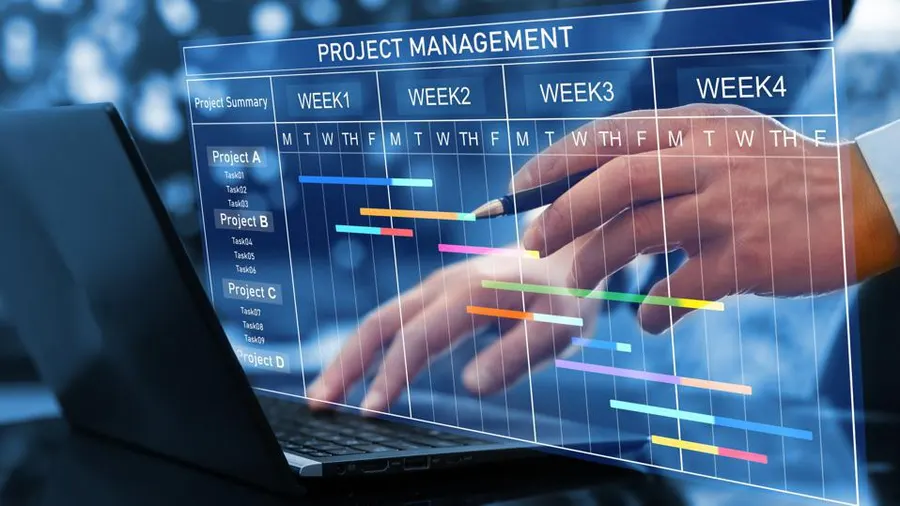 PROJECT MANAGEMENT
Project Summary WEEK1 WEEK2 WEEK3 WEEK4
M T W TH F M T W TH F M T W TH F M T W TH F
Project A
Task01
Task02
Task03
Project B
Task04
Task05
Task06
Project C
Task07
Task08
Task09
Project D